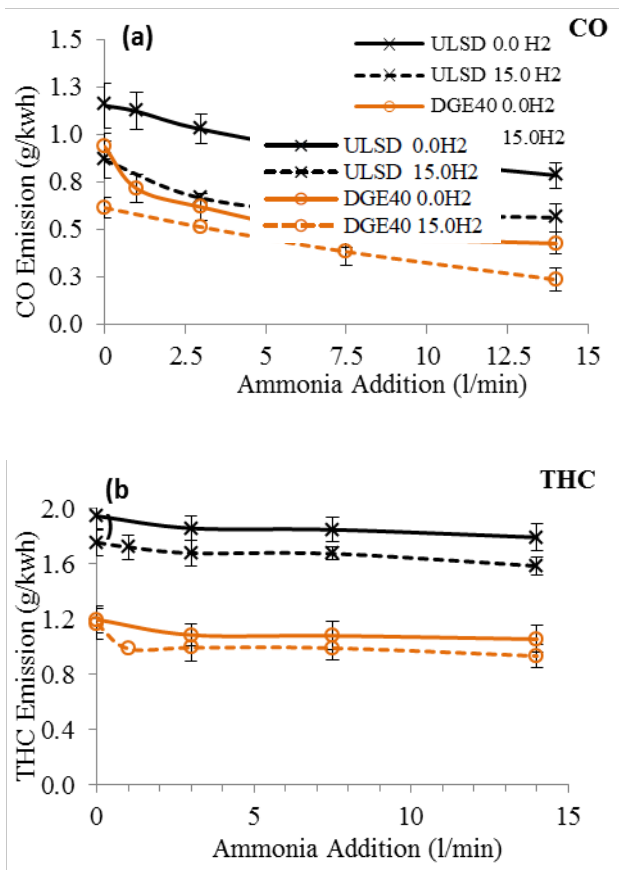 (a)
CO
ULSD 0.0 H2
ULSD 15.0 H2
DGE40 0.0H2
15.0H2
ULSD 0.0H2
ULSD 15.0H2
DGE40 0.0H2
DGE40 15.0H2
CO Emission (g/kwh)
1.5
1.3
1.0
0.8
0.5
0.3
0.0
0
2.5
5
7.5
10
12.5
15
Ammonia Addition (l/min)
(b
)
THC
THC Emission (g/kwh)
2.0
1.6
1.2
0.8
0.4
0.0
0
5
10
15
Ammonia Addition (l/min)